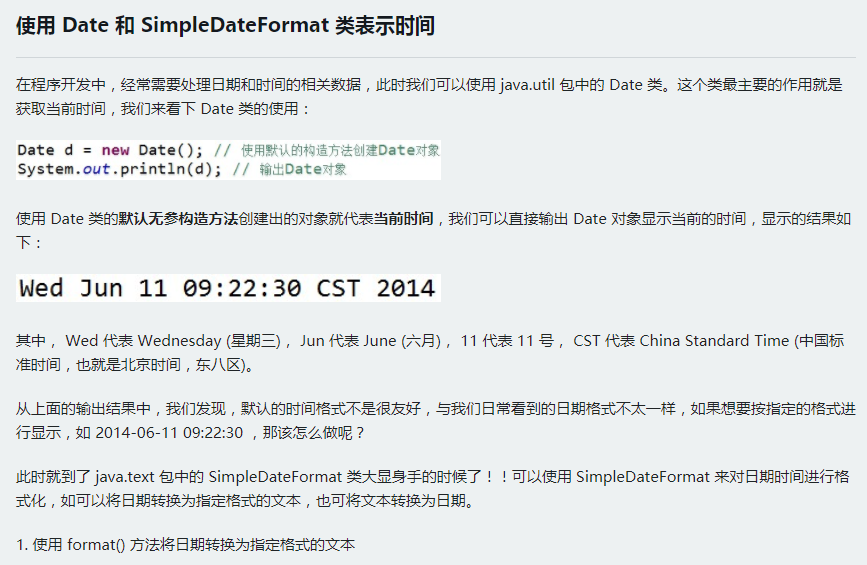 使用 Date 和 SimpleDateFormat 类表示时间
在程序开发中，经常需要处理日期和时间的相关数据，此时我们可以使用 java.util 包中的 Date 类。这个类最主要的作用就是
获取当前时间，我们来看下 Date 类的使用：
Date d = new Date(); // 使用默认的构造方法创建Date对象
System.out.println(d); // 输出Date对象
使用 Date 类的默认无参构造方法创建出的对象就代表当前时间，我们可以直接输出 Date 对象显示当前的时间，显示的结果如
下：
Wed Jun 11 09:22:30 CST 2014
其中， Wed 代表 Wednesday (星期三)， Jun 代表 June (六月)， 11 代表 11 号， CST 代表 China Standard Time (中国标
准时间，也就是北京时间，东八区)。
从上面的输出结果中，我们发现，默认的时间格式不是很友好，与我们日常看到的日期格式不太一样，如果想要按指定的格式进
行显示，如 2014-06-11 09:22:30 ，那该怎么做呢？
此时就到了 java.text 包中的 SimpleDateFormat 类大显身手的时候了！！可以使用 SimpleDateFormat 来对日期时间进行格
式化，如可以将日期转换为指定格式的文本，也可将文本转换为日期。
1. 使用 format() 方法将日期转换为指定格式的文本